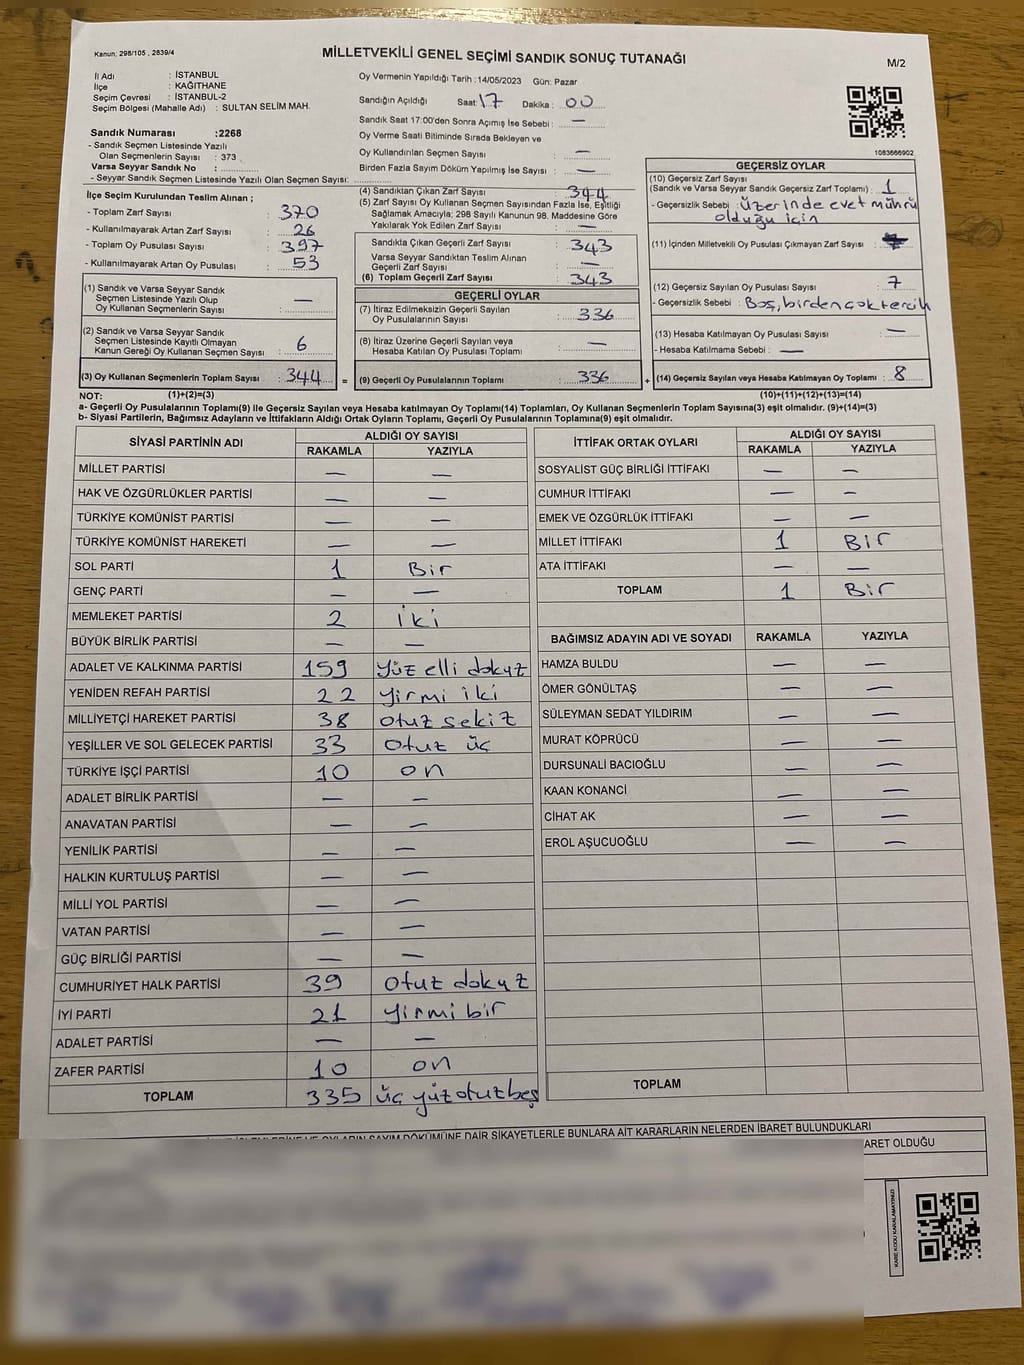 Kanun: 298/105 , 2839/4
MİLLETVEKİLİ GENEL SEÇİMİ SANDIK SONUÇ TUTANAĞI
M/2
İl Adı : İSTANBUL
İlçe : KAĞITHANE
Seçim Çevresi : İSTANBUL-2
Seçim Bölgesi (Mahalle Adı) : SULTAN SELİM MAH.
Sandık Numarası :2268
- Sandık Seçmen Listesinde Yazılı
Olan Seçmenlerin Sayısı : 373
Varsa Seyyar Sandık No :
- Seyyar Sandık Seçmen Listesinde Yazılı Olan Seçmen Sayısı:
İlçe Seçim Kurulundan Teslim Alınan ;
- Toplam Zarf Sayısı : 370
- Kullanılmayarak Artan Zarf Sayısı : 26
- Toplam Oy Pusulası Sayısı : 397
- Kullanılmayarak Artan Oy Pusulası : 53
(1) Sandık ve Varsa Seyyar Sandık
Seçmen Listesinde Yazılı Olup
Oy Kullanan Seçmenlerin Sayısı : —
(2) Sandık ve Varsa Seyyar Sandık
Seçmen Listesinde Kayıtlı Olmayan
Kanun Gereği Oy Kullanan Seçmen Sayısı : 6
(3) Oy Kullanan Seçmenlerin Toplam Sayısı : 344 =
Oy Vermenin Yapıldığı Tarih : 14/05/2023 Gün: Pazar
Sandığın Açıldığı Saat: 17 Dakika : 00
Sandık Saat 17:00'den Sonra Açımış İse Sebebi : —
Oy Verme Saati Bitiminde Sırada Bekleyen ve
Oy Kullandırılan Seçmen Sayısı : —
Birden Fazla Sayım Döküm Yapılmış İse Sayısı : —
(4) Sandıktan Çıkan Zarf Sayısı : 344
(5) Zarf Sayısı Oy Kullanan Seçmen Sayısından Fazla İse, Eşitliği
Sağlamak Amacıyla; 298 Sayılı Kanunun 98. Maddesine Göre
Yakılarak Yok Edilen Zarf Sayısı : —
Sandıkta Çıkan Geçerli Zarf Sayısı : 343
Varsa Seyyar Sandıktan Teslim Alınan
Geçerli Zarf Sayısı : —
(6) Toplam Geçerli Zarf Sayısı : 343
GEÇERLİ OYLAR
(7) İtiraz Edilmeksizin Geçerli Sayılan
Oy Pusulalarının Sayısı : 336
(8) İtiraz Üzerine Geçerli Sayılan veya
Hesaba Katılan Oy Pusulası Toplamı : —
(9) Geçerli Oy Pusulalarının Toplamı : 336 +
1083666902
GEÇERSİZ OYLAR
(10) Geçersiz Zarf Sayısı
(Sandık ve Varsa Seyyar Sandık Geçersiz Zarf Toplamı) : 1
- Geçersizlik Sebebi : Üzerinde evet mührü
olduğu için
(11) İçinden Milletvekili Oy Pusulası Çıkmayan Zarf Sayısı :
(12) Geçersiz Sayılan Oy Pusulası Sayısı : 7
- Geçersizlik Sebebi : Boş, birden çok tercih
(13) Hesaba Katılmayan Oy Pusulası Sayısı : —
- Hesaba Katılmama Sebebi : —
(14) Geçersiz Sayılan veya Hesaba Katılmayan Oy Toplamı : 8
NOT: (1)+(2)=(3) (10)+(11)+(12)+(13)=(14)
a- Geçerli Oy Pusulalarının Toplamı(9) ile Geçersiz Sayılan veya Hesaba katılmayan Oy Toplamı(14) Toplamları, Oy Kullanan Seçmenlerin Toplam Sayısına(3) eşit olmalıdır. (9)+(14)=(3)
b- Siyasi Partilerin, Bağımsız Adayların ve İttifakların Aldığı Ortak Oyların Toplamı, Geçerli Oy Pusulalarının Toplamına(9) eşit olmalıdır.
SİYASİ PARTİNİN ADI ALDIĞI OY SAYISI
RAKAMLA YAZIYLA
MİLLET PARTİSİ — —
HAK VE ÖZGÜRLÜKLER PARTİSİ — —
TÜRKİYE KOMÜNİST PARTİSİ — —
TÜRKİYE KOMÜNİST HAREKETİ — —
SOL PARTİ 1 Bir
GENÇ PARTİ — —
MEMLEKET PARTİSİ 2 iki
BÜYÜK BİRLİK PARTİSİ — —
ADALET VE KALKINMA PARTİSİ 159 yüz elli dokuz
YENİDEN REFAH PARTİSİ 22 yirmi iki
MİLLİYETÇİ HAREKET PARTİSİ 38 otuz sekiz
YEŞİLLER VE SOL GELECEK PARTİSİ 33 otuz üç
TÜRKİYE İŞÇİ PARTİSİ 10 on
ADALET BİRLİK PARTİSİ — —
ANAVATAN PARTİSİ — —
YENİLİK PARTİSİ — —
HALKIN KURTULUŞ PARTİSİ — —
MİLLİ YOL PARTİSİ — —
VATAN PARTİSİ — —
GÜÇ BİRLİĞİ PARTİSİ — —
CUMHURİYET HALK PARTİSİ 39 otuz dokuz
İYİ PARTİ 21 yirmi bir
ADALET PARTİSİ — —
ZAFER PARTİSİ 10 on
TOPLAM 335 üç yüz otuz beş
İTTİFAK ORTAK OYLARI ALDIĞI OY SAYISI
RAKAMLA YAZIYLA
SOSYALİST GÜÇ BİRLİĞİ İTTİFAKI — —
CUMHUR İTTİFAKI — —
EMEK VE ÖZGÜRLÜK İTTİFAKI — —
MİLLET İTTİFAKI 1 Bir
ATA İTTİFAKI — —
TOPLAM 1 Bir
BAĞIMSIZ ADAYIN ADI VE SOYADI RAKAMLA YAZIYLA
HAMZA BULDU — —
ÖMER GÖNÜLTAŞ — —
SÜLEYMAN SEDAT YILDIRIM — —
MURAT KÖPRÜCÜ — —
DURSUNALİ BACIOĞLU — —
KAAN KONANCİ — —
CİHAT AK — —
EROL AŞUCUOĞLU — —
TOPLAM
SAYIM DÖKÜMÜNE DAİR ŞİKAYETLERLE BUNLARA AİT KARARLARIN NELERDEN İBARET BULUNDUKLARI
ARET OLDUĞU
KARE KODU KARALAMAYINIZ!